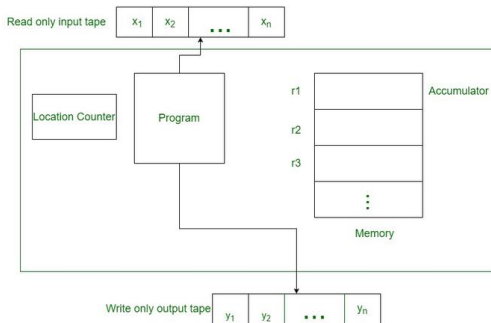 Read only input tape x₁ x₂ ... xₙ
Location Counter
Program
r1
Accumulator
r2
r3
⋮
Memory
Write only output tape y₁ y₂ ... yₙ